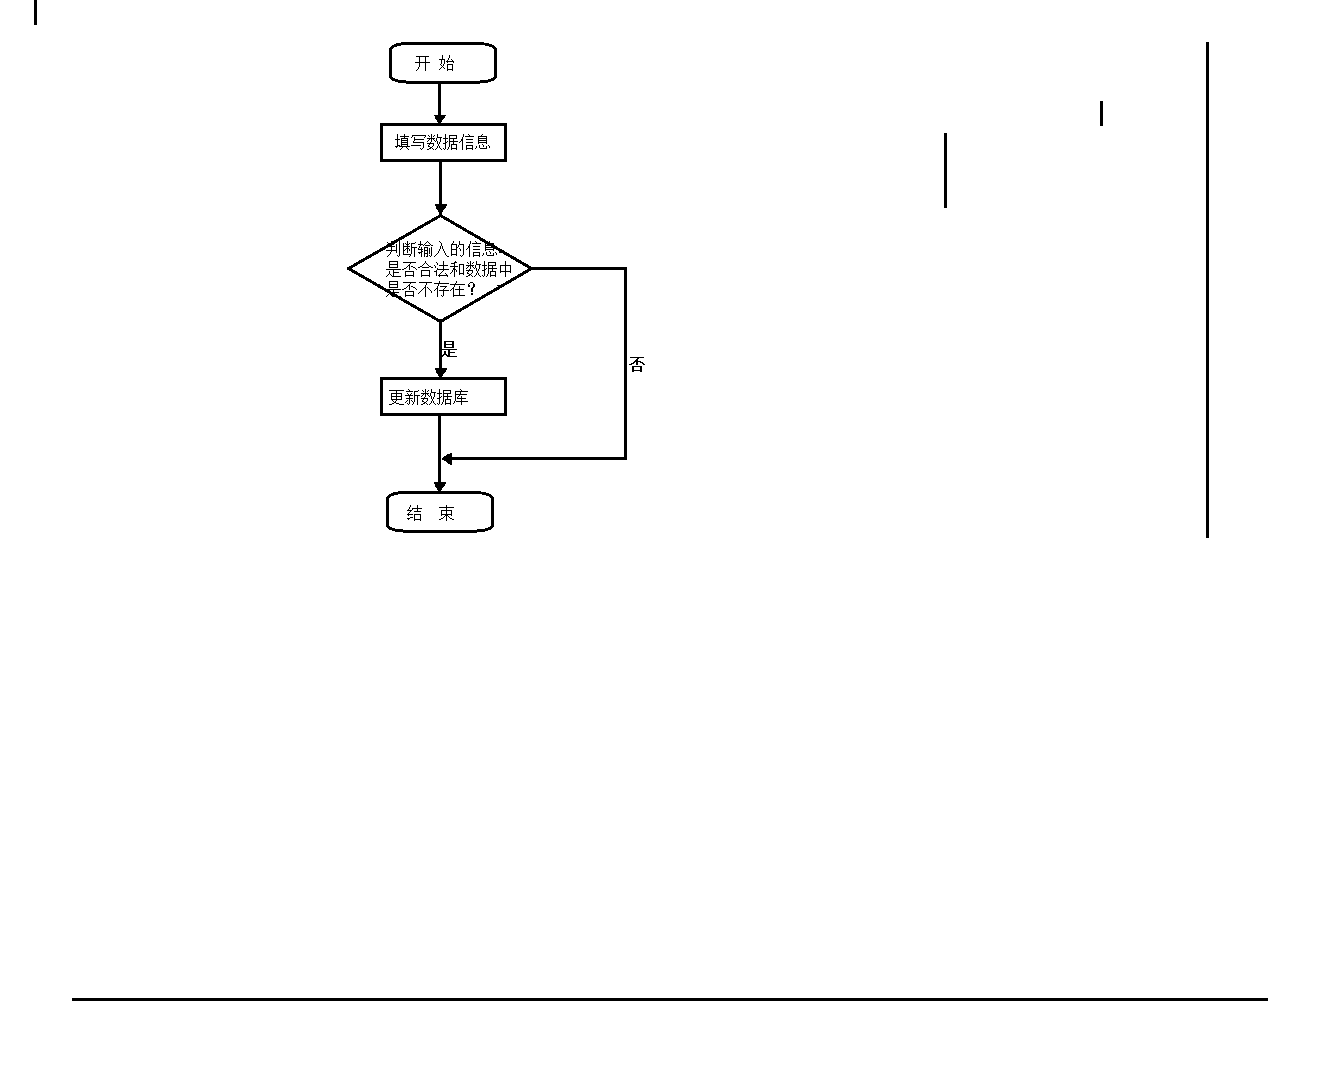 开 始
填写数据信息
判断输入的信息
是否合法和数据中
是否不存在？
是
否
更新数据库
结 束